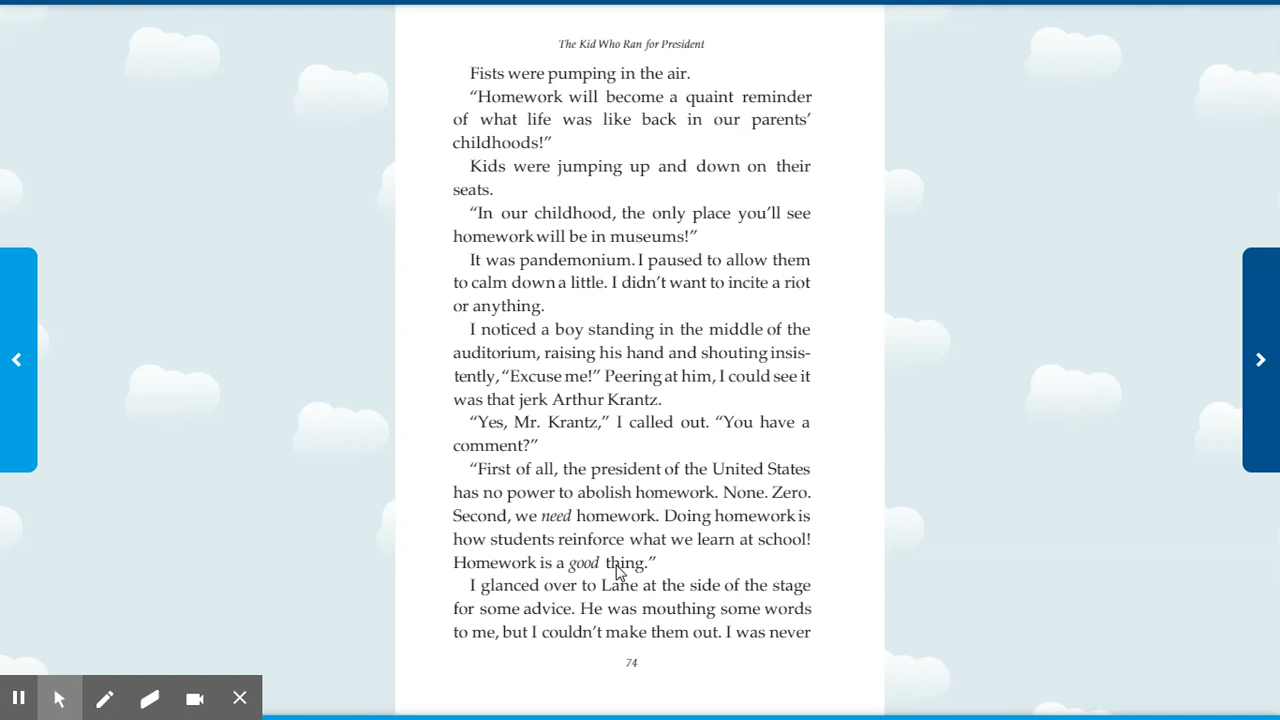 The Kid Who Ran for President
Fists were pumping in the air.
“Homework will become a quaint reminder
of what life was like back in our parents’
childhoods!”
Kids were jumping up and down on their
seats.
“In our childhood, the only place you’ll see
homework will be in museums!”
It was pandemonium. I paused to allow them
to calm down a little. I didn’t want to incite a riot
or anything.
I noticed a boy standing in the middle of the
auditorium, raising his hand and shouting insis-
tently, “Excuse me!” Peering at him, I could see it
was that jerk Arthur Krantz.
“Yes, Mr. Krantz,” I called out. “You have a
comment?”
“First of all, the president of the United States
has no power to abolish homework. None. Zero.
Second, we need homework. Doing homework is
how students reinforce what we learn at school!
Homework is a good thing.”
I glanced over to Lane at the side of the stage
for some advice. He was mouthing some words
to me, but I couldn’t make them out. I was never
74